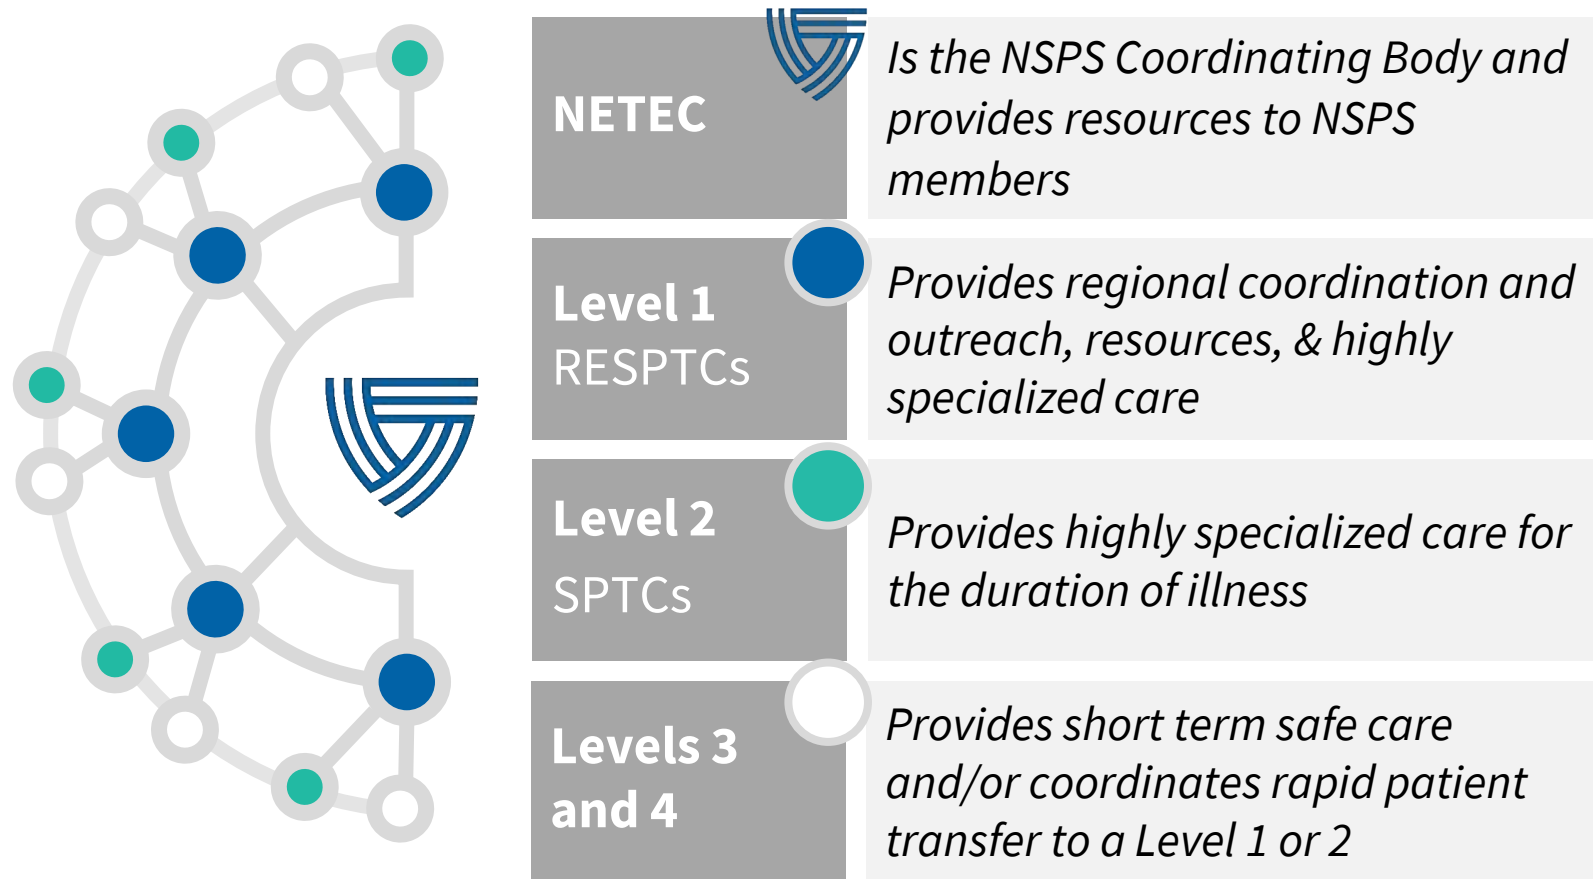 NETEC
Is the NSPS Coordinating Body and
provides resources to NSPS
members
Level 1
RESPTCs
Provides regional coordination and
outreach, resources, & highly
specialized care
Level 2
SPTCs
Provides highly specialized care for
the duration of illness
Levels 3
and 4
Provides short term safe care
and/or coordinates rapid patient
transfer to a Level 1 or 2